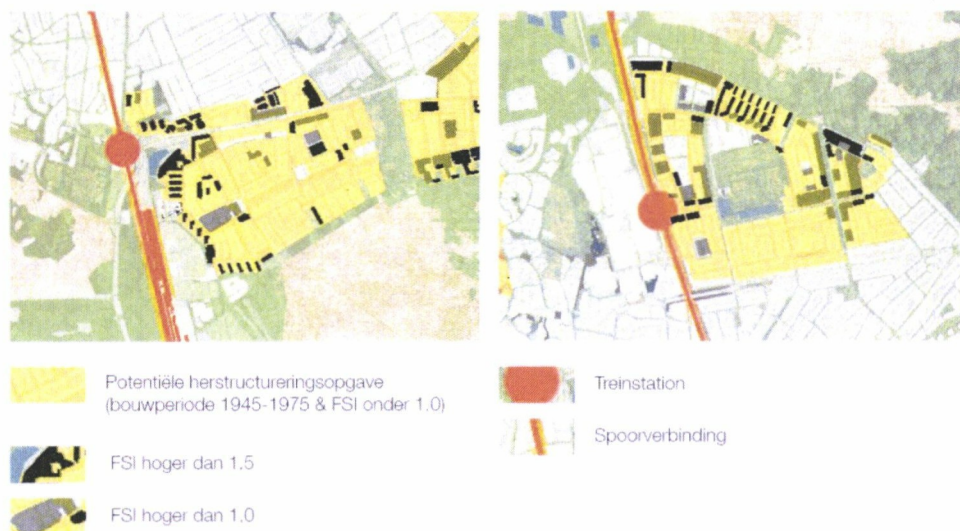 Potentiële herstructureringsopgave
(bouwperiode 1945-1975 & FSI onder 1,0)
FSI hoger dan 1,5
FSI hoger dan 1,0
Treinstation
Spoorverbinding